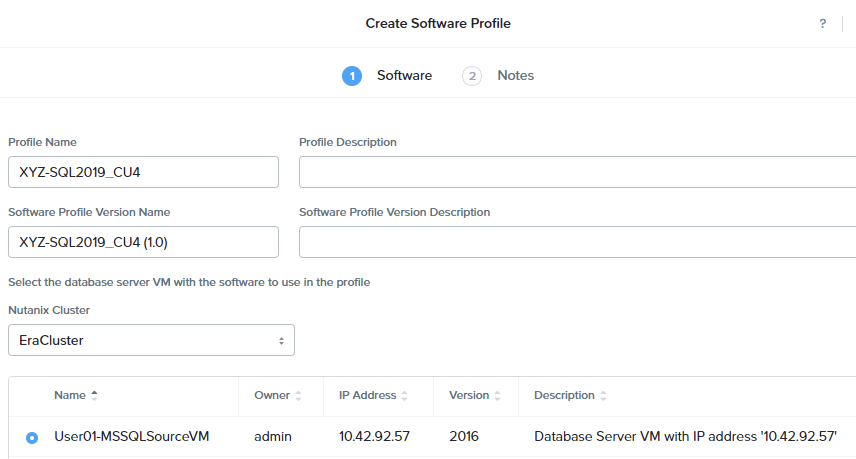 Create Software Profile ?
1 Software 2 Notes
Profile Name Profile Description
XYZ-SQL2019_CU4
Software Profile Version Name Software Profile Version Description
XYZ-SQL2019_CU4 (1.0)
Select the database server VM with the software to use in the profile
Nutanix Cluster
EraCluster
Name Owner IP Address Version Description
User01-MSSQLSourceVM admin 10.42.92.57 2016 Database Server VM with IP address '10.42.92.57'